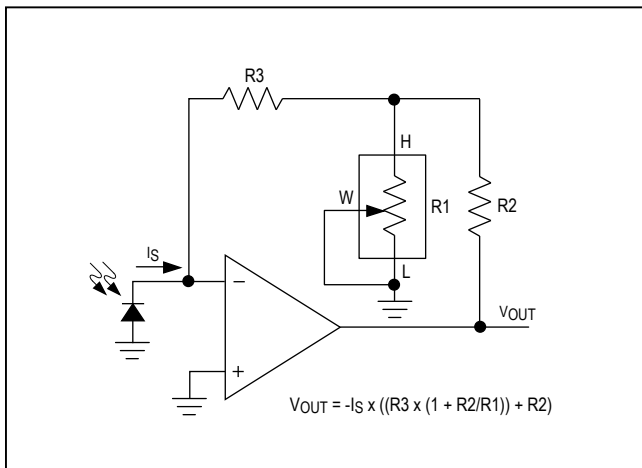 R3
H
W
R1
R2
L
IS
−
+
VOUT
VOUT = -IS x ((R3 x (1 + R2/R1)) + R2)